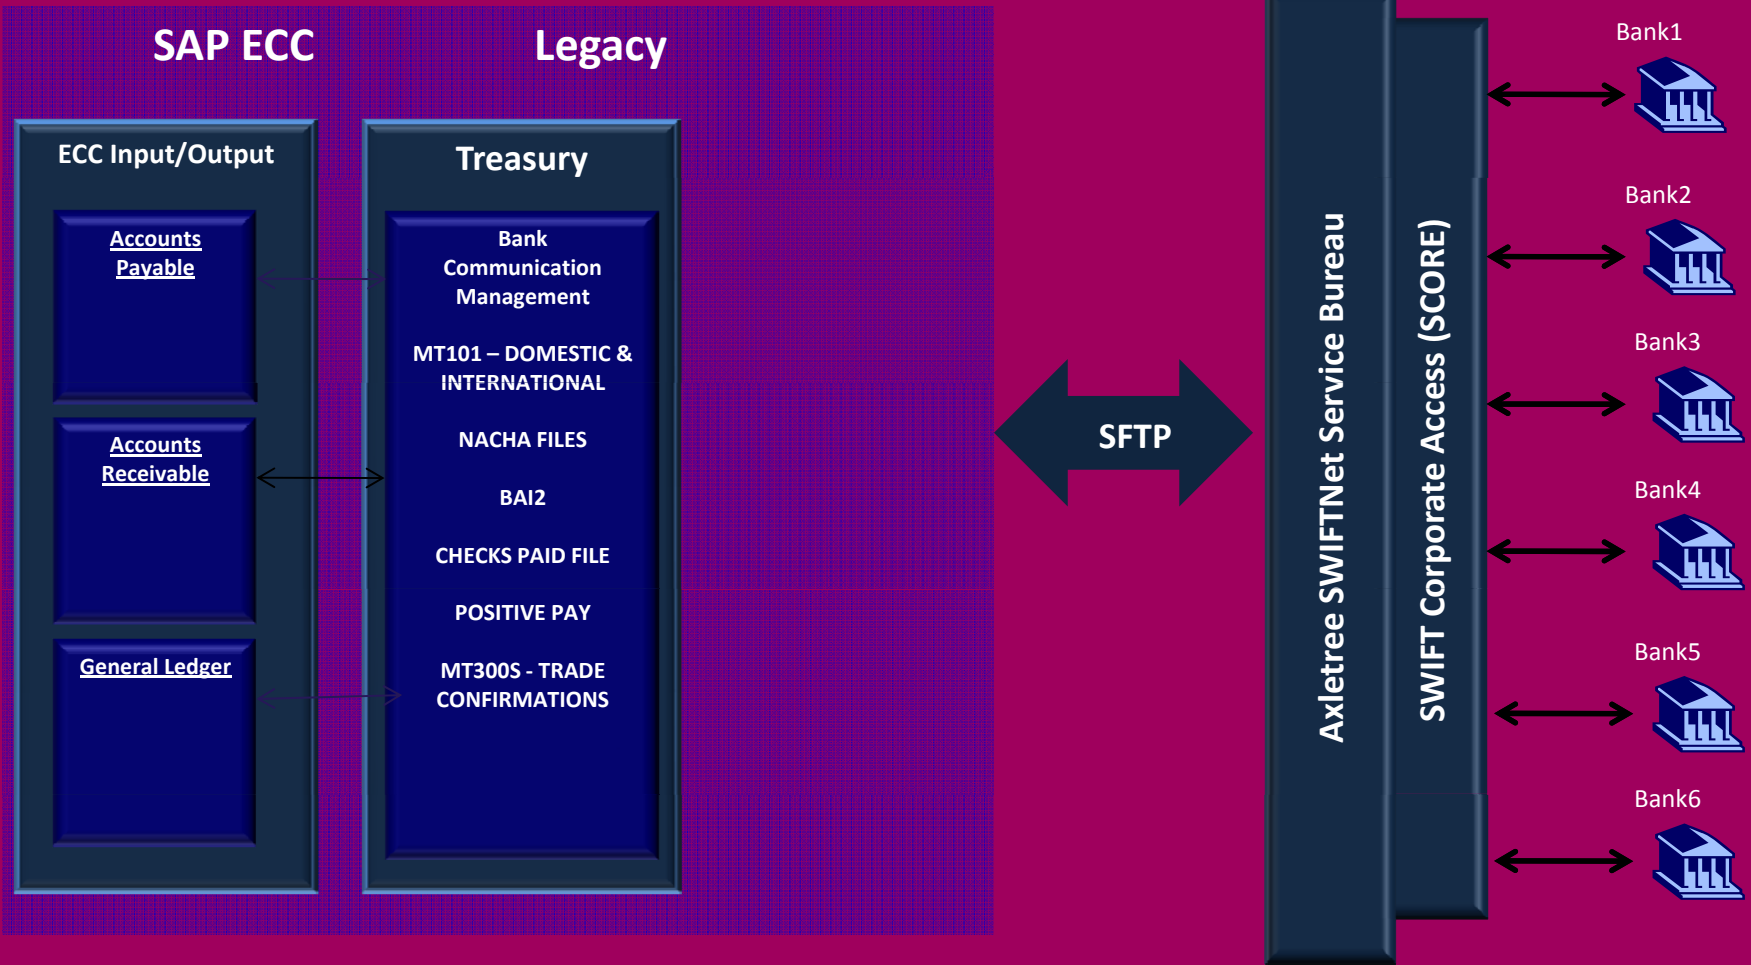 SAP ECC
Legacy
ECC Input/Output
Accounts
Payable
Accounts
Receivable
General Ledger
Treasury
Bank
Communication
Management
MT101 – DOMESTIC &
INTERNATIONAL
NACHA FILES
BAI2
CHECKS PAID FILE
POSITIVE PAY
MT300S - TRADE
CONFIRMATIONS
SFTP
Axletree SWIFTNet Service Bureau
SWIFT Corporate Access (SCORE)
Bank1
Bank2
Bank3
Bank4
Bank5
Bank6